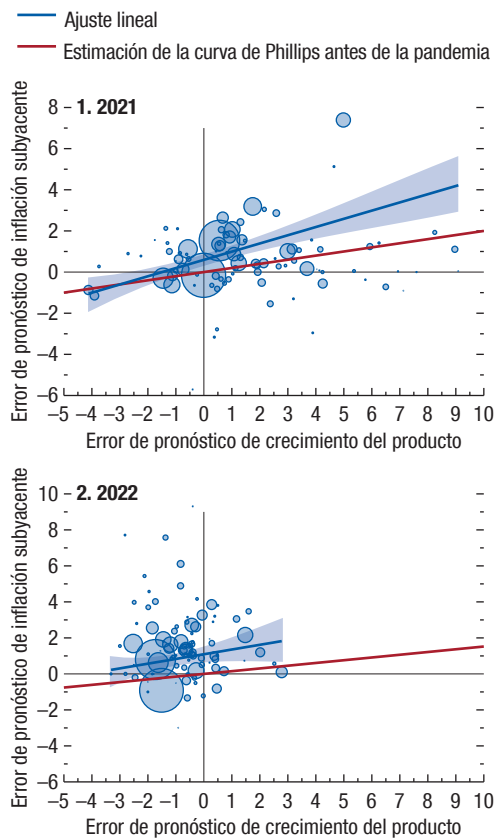 Ajuste lineal
Estimación de la curva de Phillips antes de la pandemia
1. 2021
Error de pronóstico de inflación subyacente
8
6
4
2
0
−2
−4
−6
−5 −4 −3 −2 −1 0 1 2 3 4 5 6 7 8 9 10
Error de pronóstico de crecimiento del producto
2. 2022
Error de pronóstico de inflación subyacente
10
8
6
4
2
0
−2
−4
−6
−5 −4 −3 −2 −1 0 1 2 3 4 5 6 7 8 9 10
Error de pronóstico de crecimiento del producto